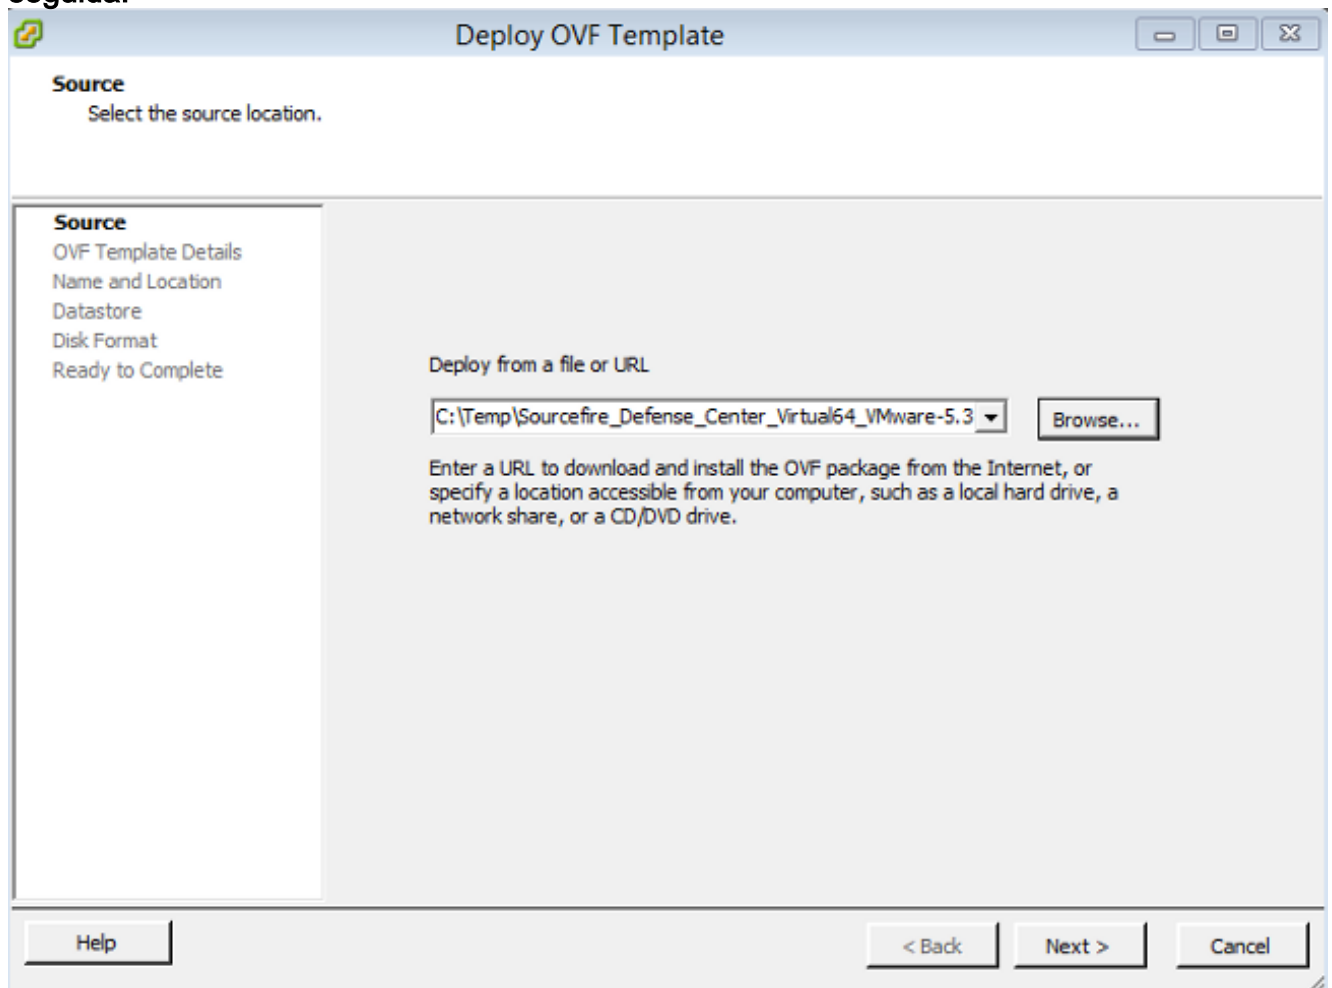 seguida.
Deploy OVF Template
Source
Select the source location.
Source
OVF Template Details
Name and Location
Datastore
Disk Format
Ready to Complete
Deploy from a file or URL
C:\Temp\Sourcefire_Defense_Center_Virtual64_VMware-5.3
Browse...
Enter a URL to download and install the OVF package from the Internet, or
specify a location accessible from your computer, such as a local hard drive, a
network share, or a CD/DVD drive.
Help
< Back
Next >
Cancel